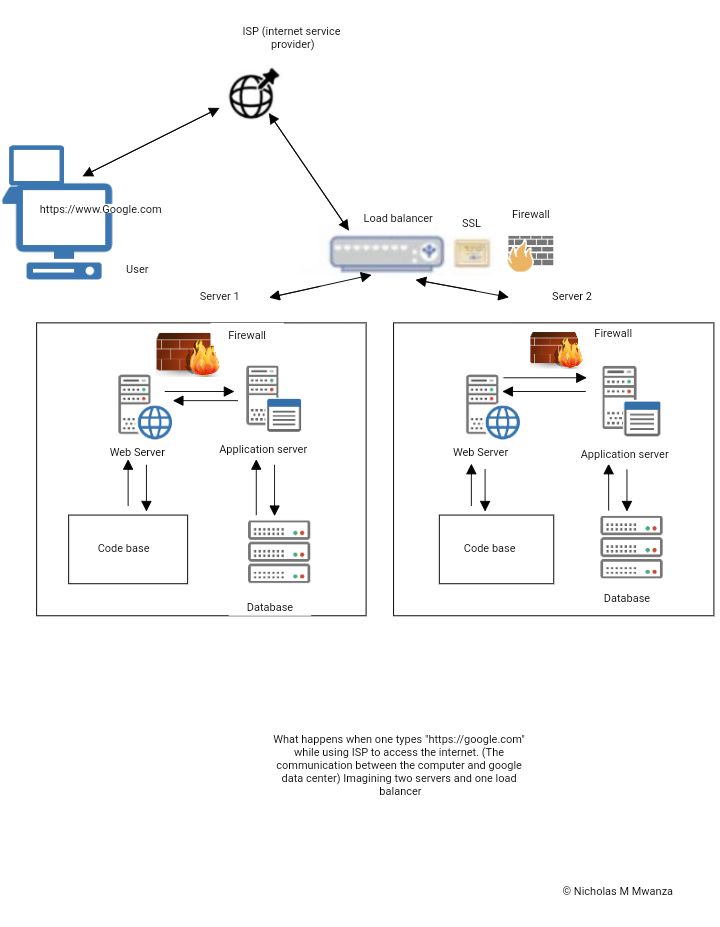 ISP (internet service
provider)
https://www.Google.com
User
Load balancer
SSL
Firewall
Server 1
Server 2
Firewall
Web Server
Application server
Code base
Database
Firewall
Web Server
Application server
Code base
Database
What happens when one types "https://google.com"
while using ISP to access the internet. (The
communication between the computer and google
data center) Imagining two servers and one load
balancer
© Nicholas M Mwanza